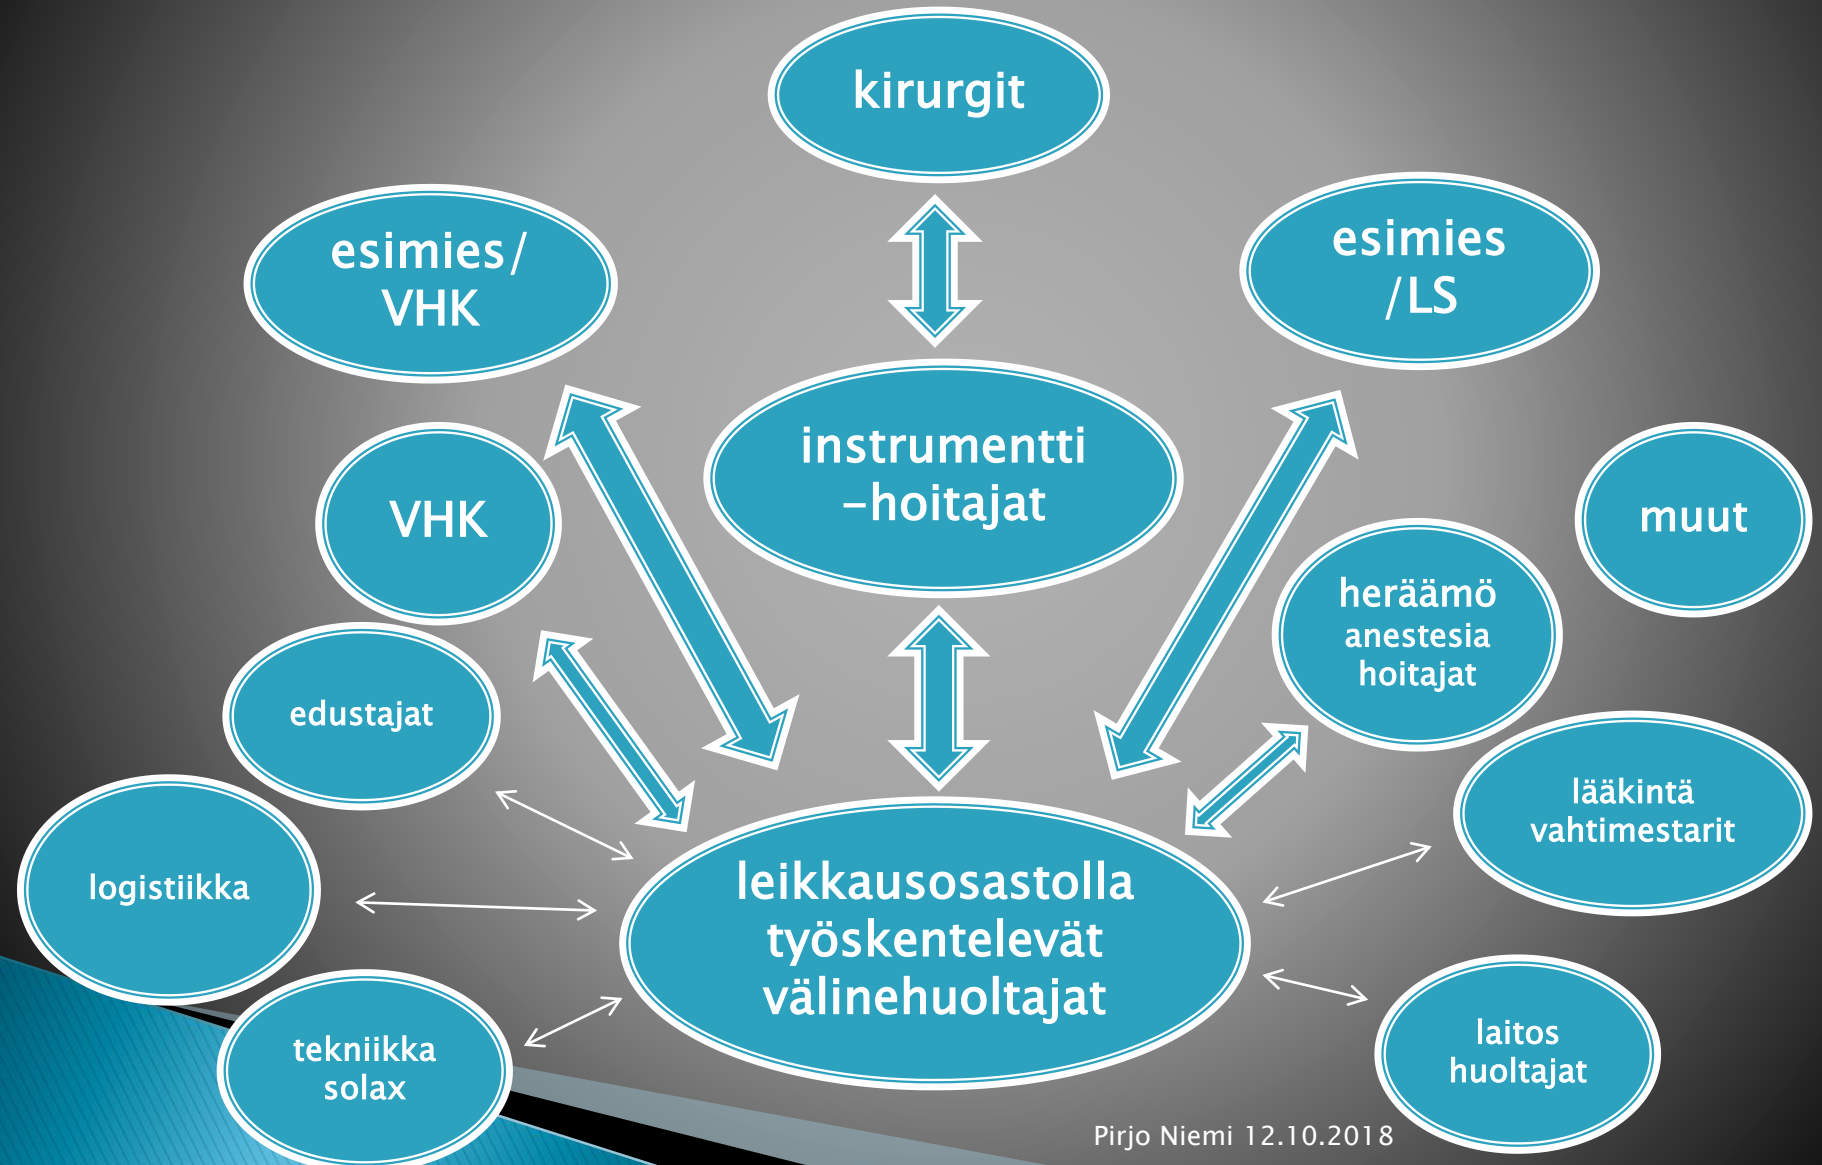 kirurgit
esimies/
VHK
esimies
/LS
instrumentti
-hoitajat
VHK
muut
heräämö
anestesia
hoitajat
edustajat
lääkintä
vahtimestarit
logistiikka
leikkausosastolla
työskentelevät
välinehuoltajat
tekniikka
solax
laitos
huoltajat
Pirjo Niemi 12.10.2018